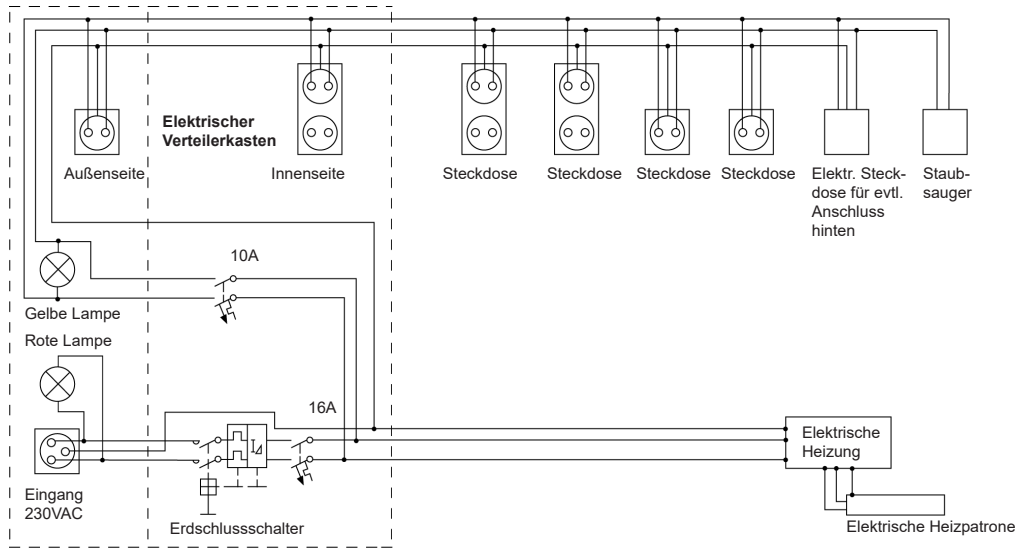 Elektrischer
Verteilerkasten
Außenseite
Innenseite
Steckdose
Steckdose
Steckdose
Steckdose
Elektr. Steck-
dose für evtl.
Anschluss
hinten
Staub-
sauger
10A
Gelbe Lampe
Rote Lampe
16A
I⊿
Elektrische
Heizung
Eingang
230VAC
Erdschlussschalter
Elektrische Heizpatrone